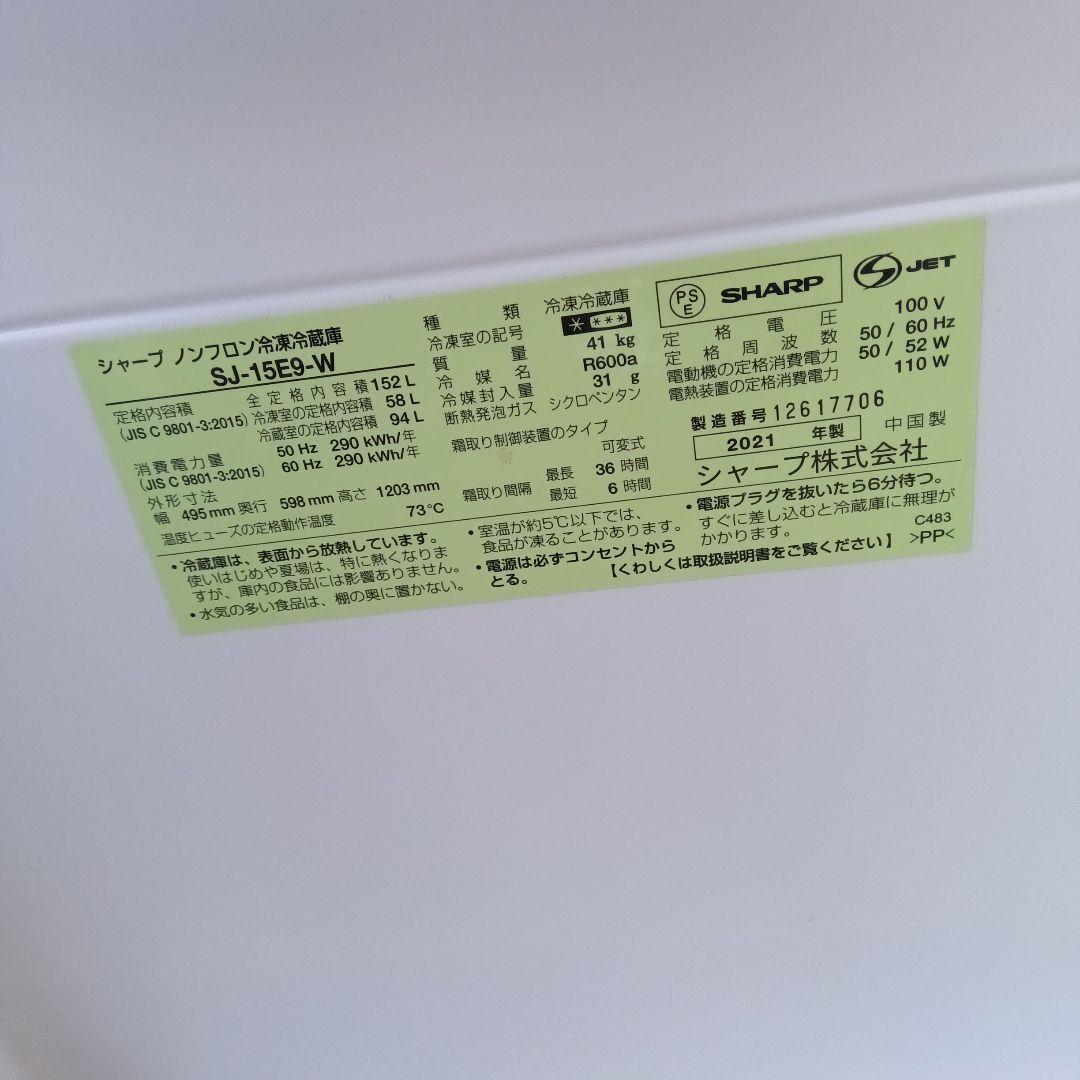 シャープ ノンフロン冷凍冷蔵庫
SJ-15E9-W
定格内容積
(JIS C 9801-3:2015)
全定格内容積 152 L
冷凍室の定格内容積 58 L
冷蔵室の定格内容積 94 L
消費電力量
(JIS C 9801-3:2015)
50 Hz 290 kWh/年
60 Hz 290 kWh/年
外形寸法
幅 495 mm 奥行 598 mm 高さ 1203 mm
温度ヒューズの定格動作温度 73℃
種類 冷凍冷蔵庫
冷凍室の記号 * ***
質量 41 kg
冷媒名 R600a
冷媒封入量 31 g
断熱発泡ガス シクロペンタン
霜取り制御装置のタイプ
可変式
霜取り間隔 最長 36 時間
最短 6 時間
PS
E
SHARP
JET
定格電圧 100 V
定格周波数 50 / 60 Hz
電動機の定格消費電力 50 / 52 W
電熱装置の定格消費電力 110 W
製造番号 12617706
2021 年製 中国製
シャープ株式会社
・冷蔵庫は、表面から放熱しています。
使いはじめや夏場は、特に熱くなりま
すが、庫内の食品には影響ありません。
・水気の多い食品は、棚の奥に置かない。
・室温が約5℃以下では、
食品が凍ることがあります。
・電源は必ずコンセントから
とる。
・電源プラグを抜いたら6分待つ。
すぐに差し込むと冷蔵庫に無理が
かかります。
C483
【くわしくは取扱説明書をご覧ください】 >PP<